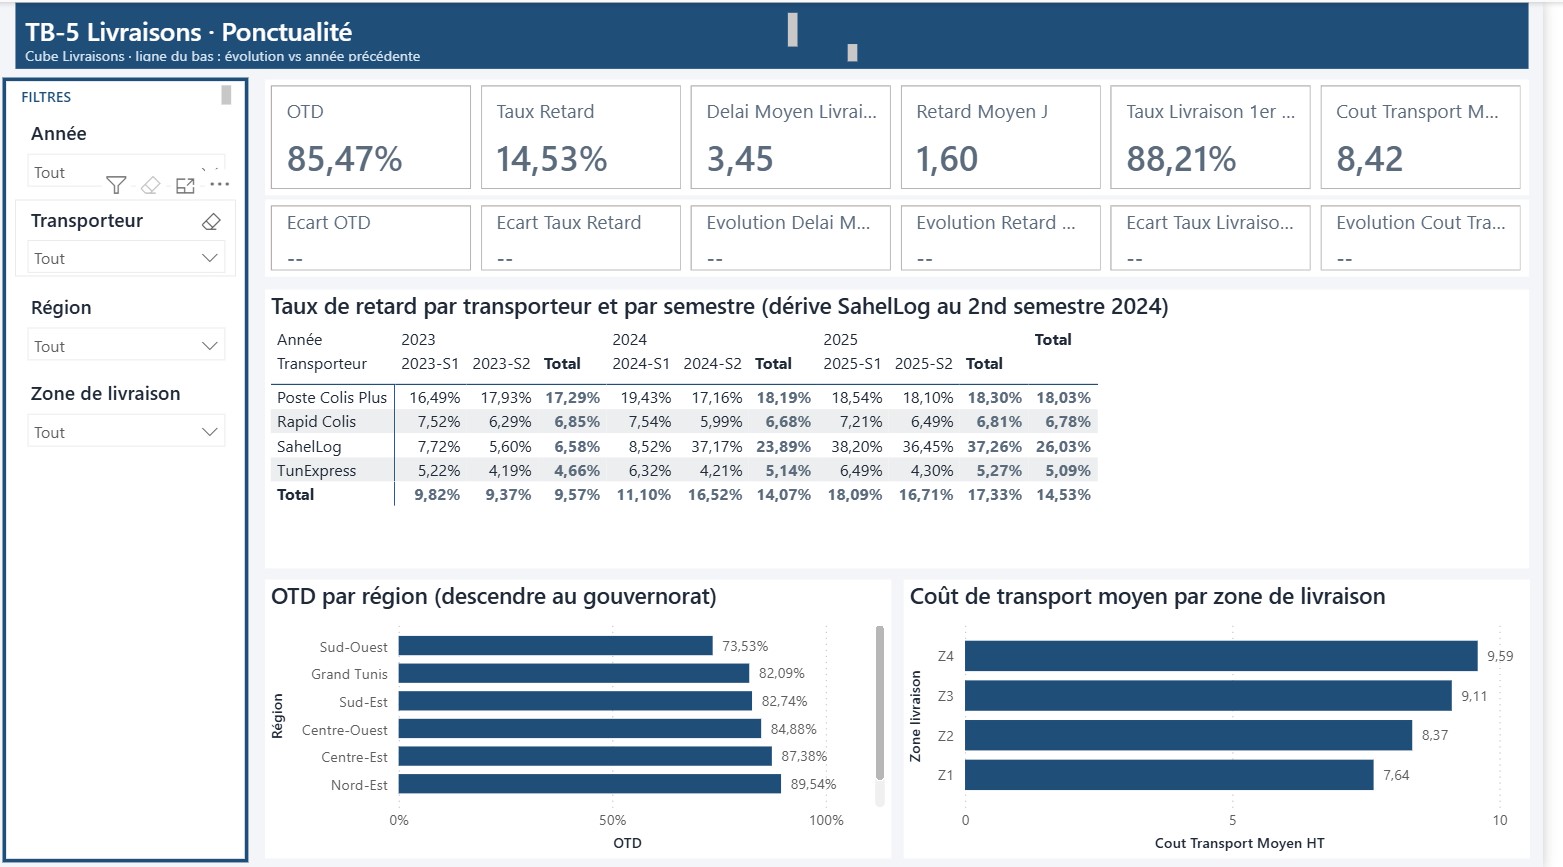 TB-5 Livraisons · Ponctualité
Cube Livraisons · ligne du bas : évolution vs année précédente
FILTRES
Année
Tout
Transporteur
Tout
Région
Tout
Zone de livraison
Tout
OTD
85,47%
Taux Retard
14,53%
Delai Moyen Livrai...
3,45
Retard Moyen J
1,60
Taux Livraison 1er ...
88,21%
Cout Transport M...
8,42
Ecart OTD
--
Ecart Taux Retard
--
Evolution Delai M...
--
Evolution Retard ...
--
Ecart Taux Livraiso...
--
Evolution Cout Tra...
--
Taux de retard par transporteur et par semestre (dérive SahelLog au 2nd semestre 2024)
Année 2023 2024 2025 Total
Transporteur 2023-S1 2023-S2 Total 2024-S1 2024-S2 Total 2025-S1 2025-S2 Total
Poste Colis Plus 16,49% 17,93% 17,29% 19,43% 17,16% 18,19% 18,54% 18,10% 18,30% 18,03%
Rapid Colis 7,52% 6,29% 6,85% 7,54% 5,99% 6,68% 7,21% 6,49% 6,81% 6,78%
SahelLog 7,72% 5,60% 6,58% 8,52% 37,17% 23,89% 38,20% 36,45% 37,26% 26,03%
TunExpress 5,22% 4,19% 4,66% 6,32% 4,21% 5,14% 6,49% 4,30% 5,27% 5,09%
Total 9,82% 9,37% 9,57% 11,10% 16,52% 14,07% 18,09% 16,71% 17,33% 14,53%
OTD par région (descendre au gouvernorat)
Région
Sud-Ouest 73,53%
Grand Tunis 82,09%
Sud-Est 82,74%
Centre-Ouest 84,88%
Centre-Est 87,38%
Nord-Est 89,54%
0% 50% 100%
OTD
Coût de transport moyen par zone de livraison
Zone livraison
Z4 9,59
Z3 9,11
Z2 8,37
Z1 7,64
0 5 10
Cout Transport Moyen HT